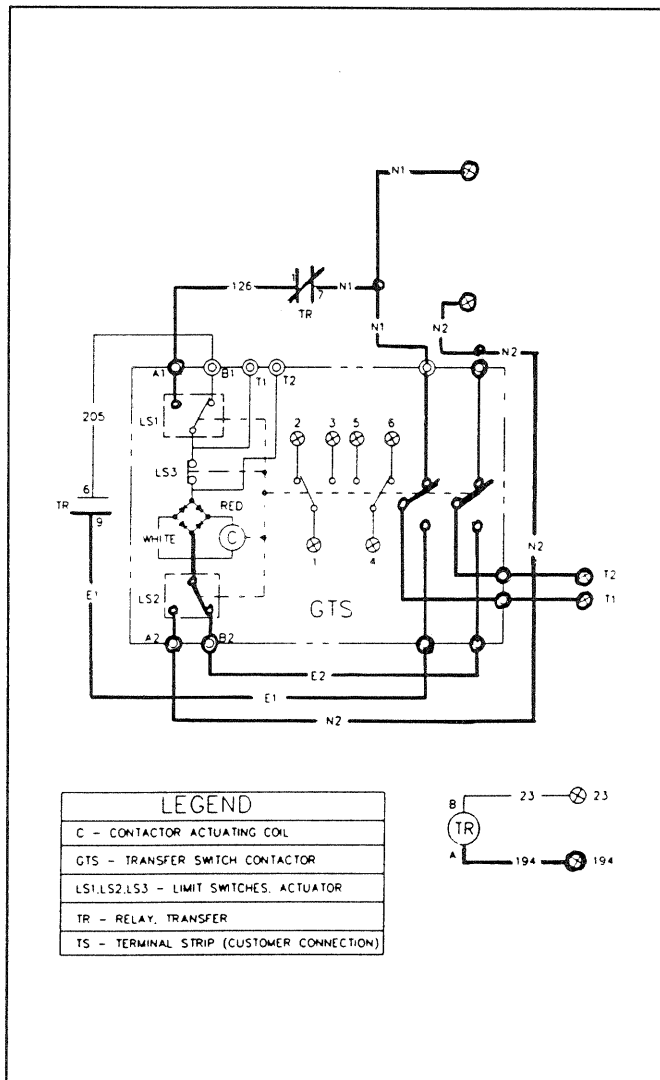 N1
126
1
7
N1
TR
N1
N2
N2
A1
B1
T1
T2
LS1
205
2
3
5
6
LS3
6
TR
9
RED
WHITE
C
1
4
N2
E1
LS2
GTS
T2
T1
A2
B2
E2
E1
N2
LEGEND
C - CONTACTOR ACTUATING COIL
GTS - TRANSFER SWITCH CONTACTOR
LS1,LS2,LS3 - LIMIT SWITCHES, ACTUATOR
TR - RELAY, TRANSFER
TS - TERMINAL STRIP (CUSTOMER CONNECTION)
B
23
23
TR
A
194
194